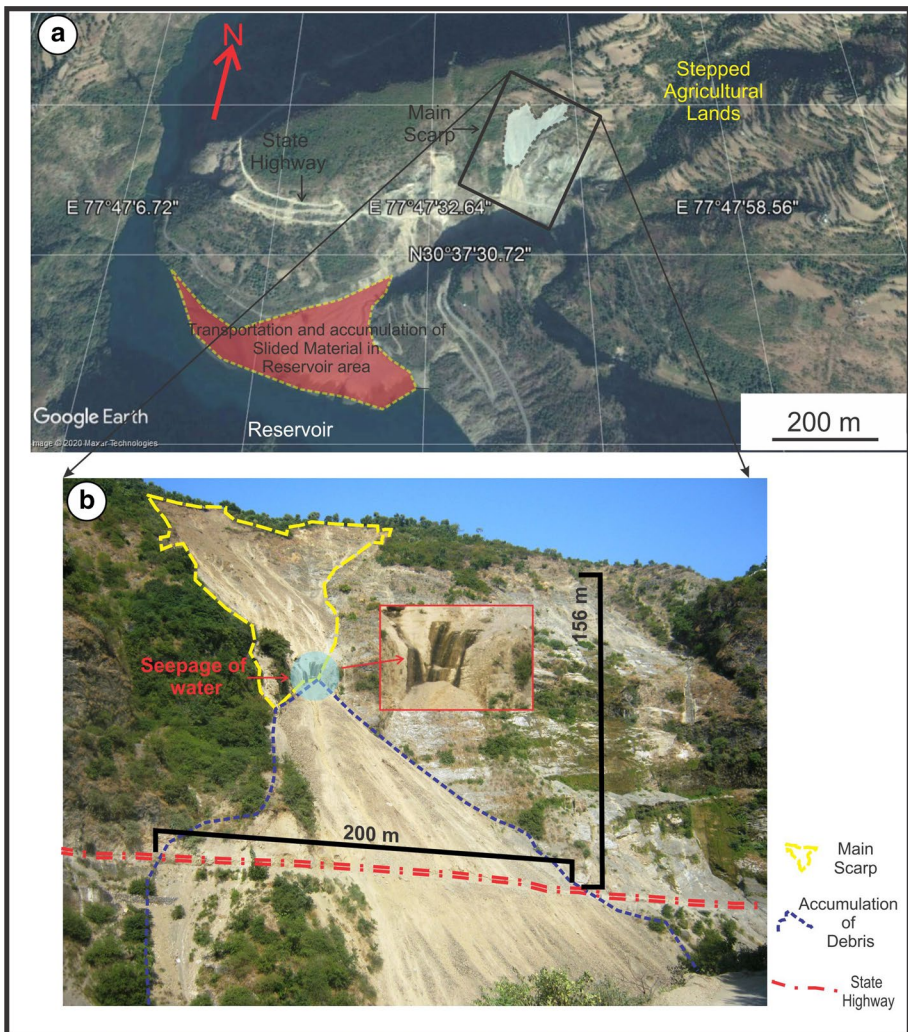 a
N
Stepped
Agricultural
Lands
Main
Scarp
State
Highway
E 77°47'6.72"
E 77°47'32.64"
E 77°47'58.56"
N30°37'30.72"
Transportation and accumulation of
Slided Material in
Reservoir area
Google Earth
Image © 2020 Maxar Technologies
Reservoir
200 m
b
156 m
Seepage of
water
200 m
Main
Scarp
Accumulation
of
Debris
State
Highway